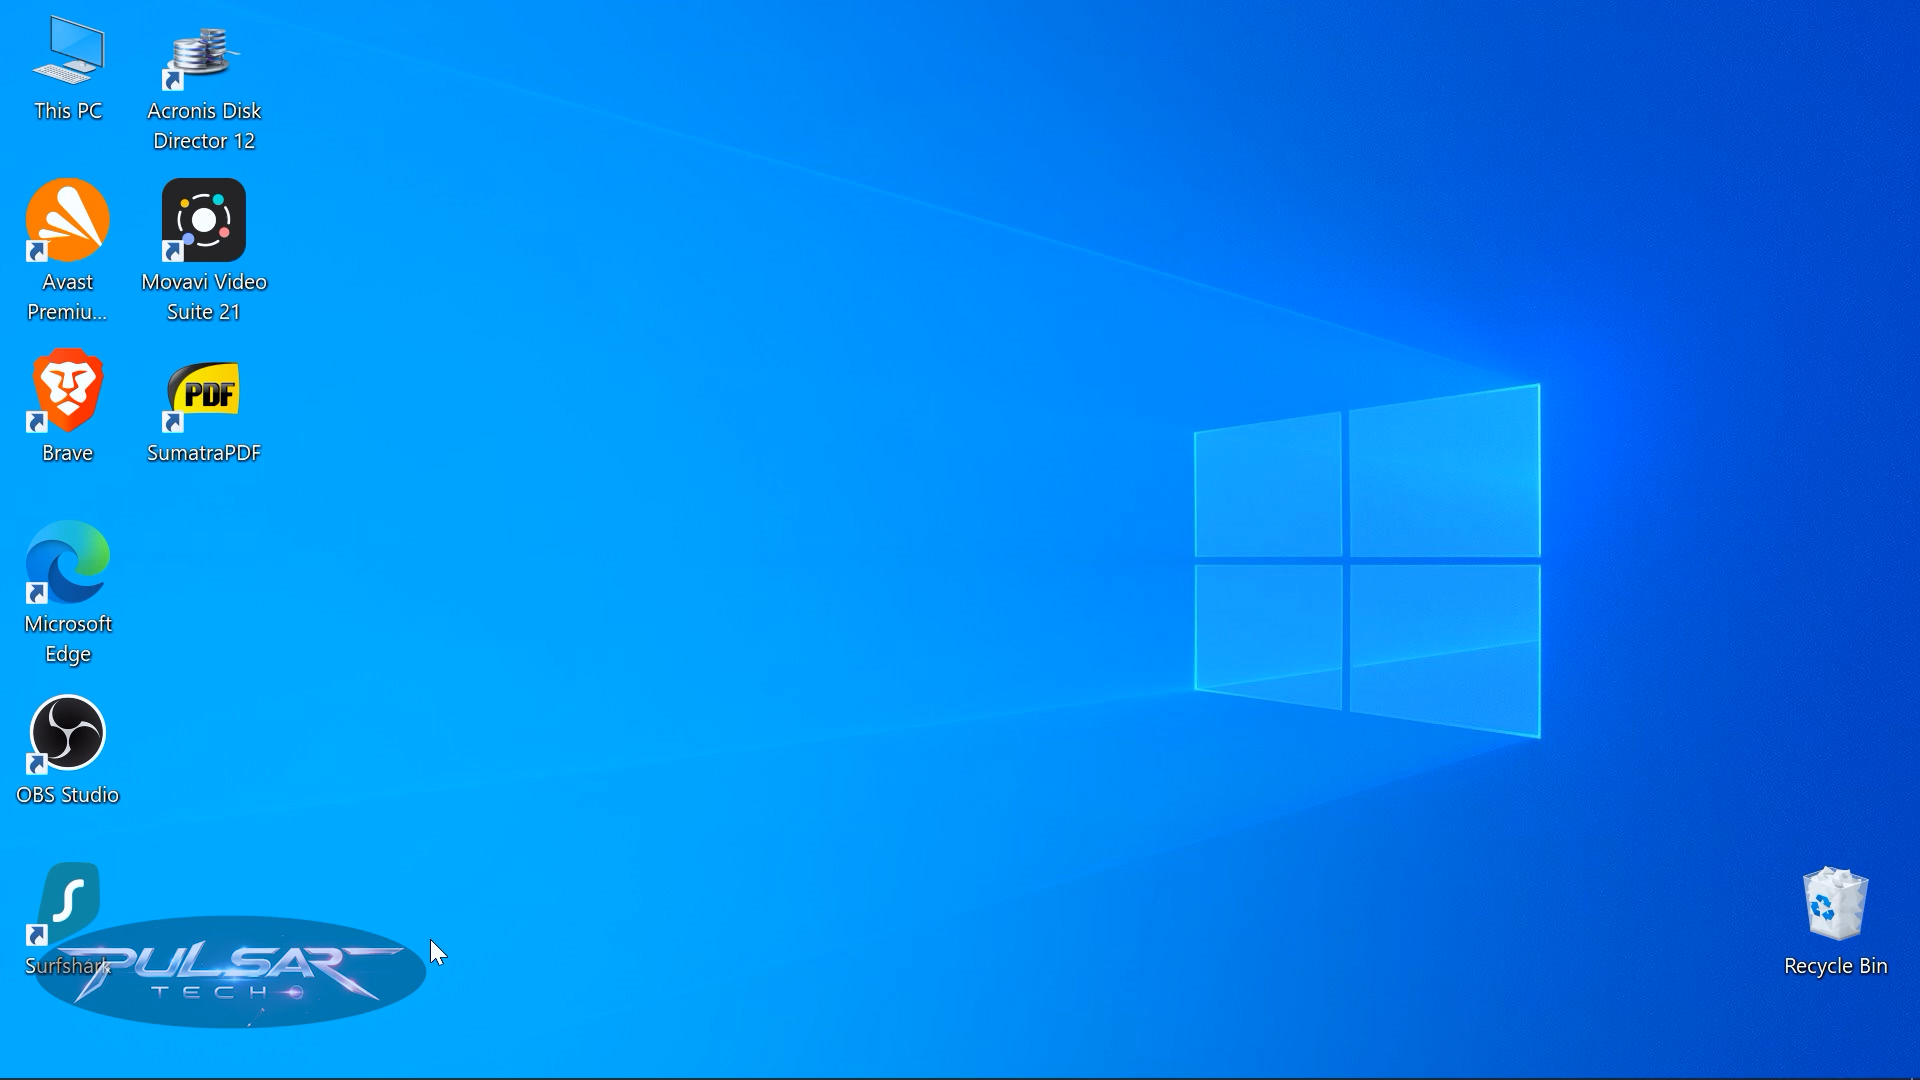 This PC
Acronis Disk
Director 12
Avast
Premiu...
Movavi Video
Suite 21
Brave
PDF
SumatraPDF
Microsoft
Edge
OBS Studio
S
Surfshark
PULSAR
TECH
Recycle Bin